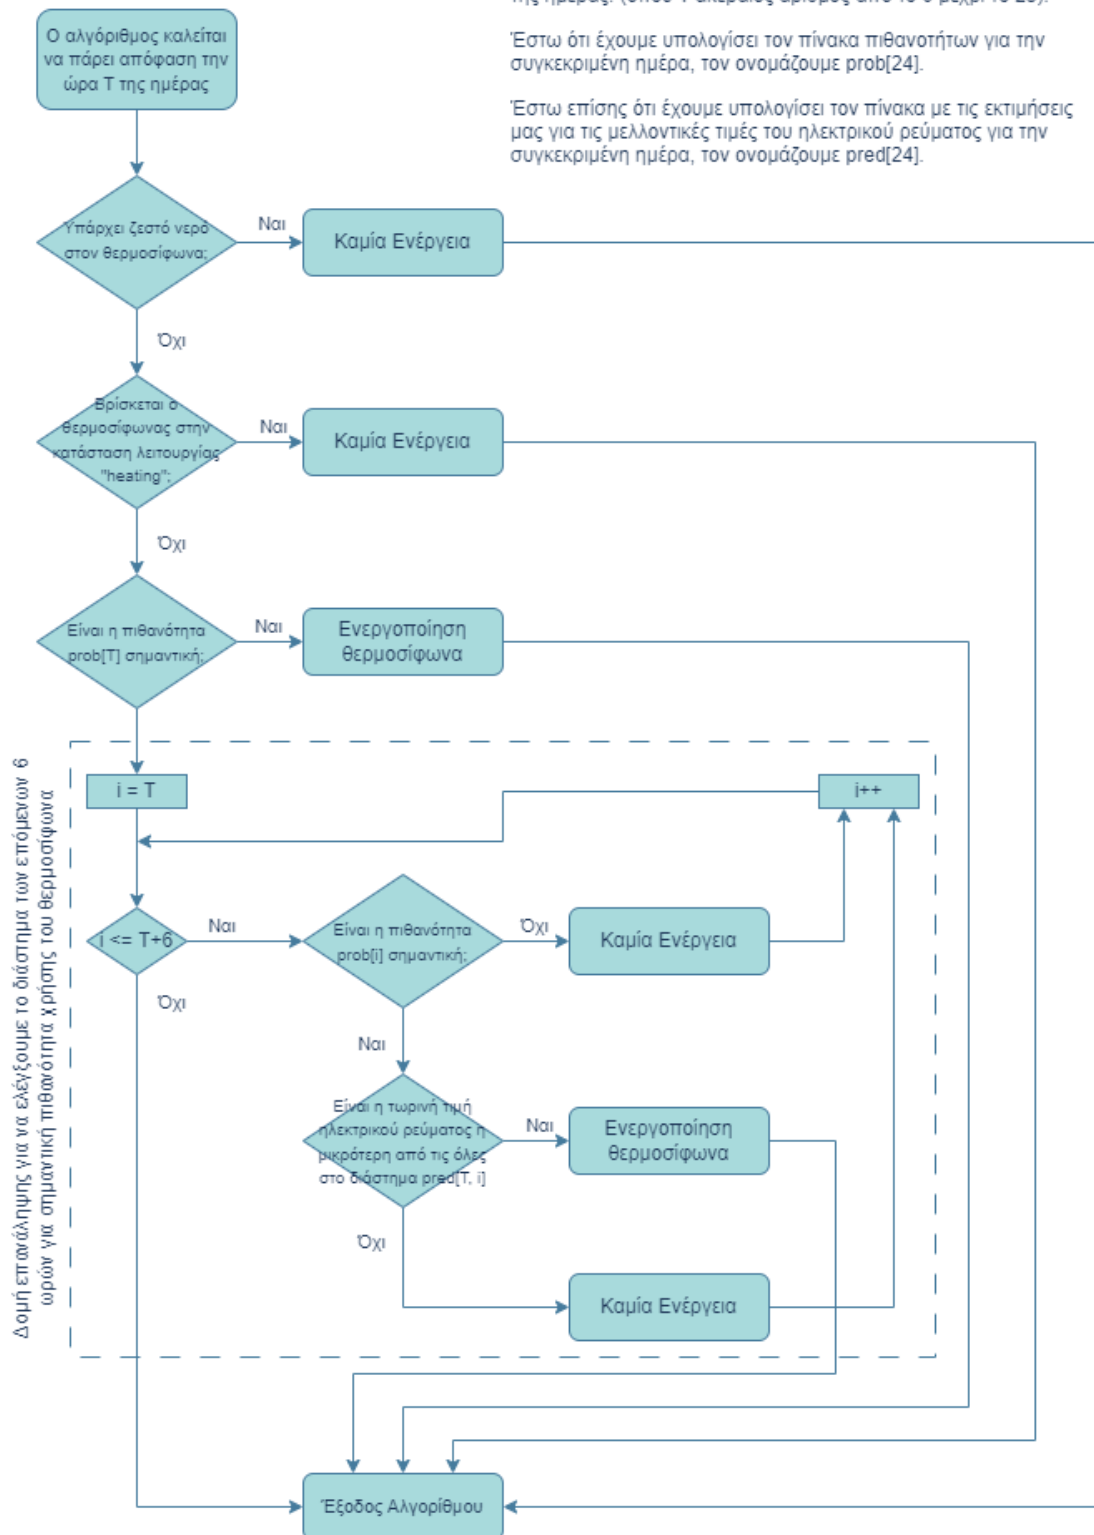 Ο αλγόριθμος καλείται
να πάρει απόφαση την
ώρα Τ της ημέρας
Έστω ότι έχουμε υπολογίσει τον πίνακα πιθανοτήτων για την
συγκεκριμένη ημέρα, τον ονομάζουμε prob[24].
Έστω επίσης ότι έχουμε υπολογίσει τον πίνακα με τις εκτιμήσεις
μας για τις μελλοντικές τιμές του ηλεκτρικού ρεύματος για την
συγκεκριμένη ημέρα, τον ονομάζουμε pred[24].
Υπάρχει ζεστό νερό
στον θερμοσίφωνα;
Ναι
Καμία Ενέργεια
Όχι
Βρίσκεται ο
θερμοσίφωνας στην
κατάσταση λειτουργίας
"heating";
Ναι
Καμία Ενέργεια
Όχι
Είναι η πιθανότητα
prob[T] σημαντική;
Ναι
Ενεργοποίηση
θερμοσίφωνα
Δομή επανάληψης για να ελέγξουμε το διάστημα των επόμενων 6
ωρών για σημαντική πιθανότητα χρήσης του θερμοσίφωνα
i = T
i++
i <= T+6
Ναι
Είναι η πιθανότητα
prob[i] σημαντική;
Όχι
Καμία Ενέργεια
Όχι
Ναι
Είναι η τωρινή τιμή
ηλεκτρικού ρεύματος η
μικρότερη από τις όλες
στο διάστημα pred[T, i]
Ναι
Ενεργοποίηση
θερμοσίφωνα
Όχι
Καμία Ενέργεια
Έξοδος Αλγορίθμου